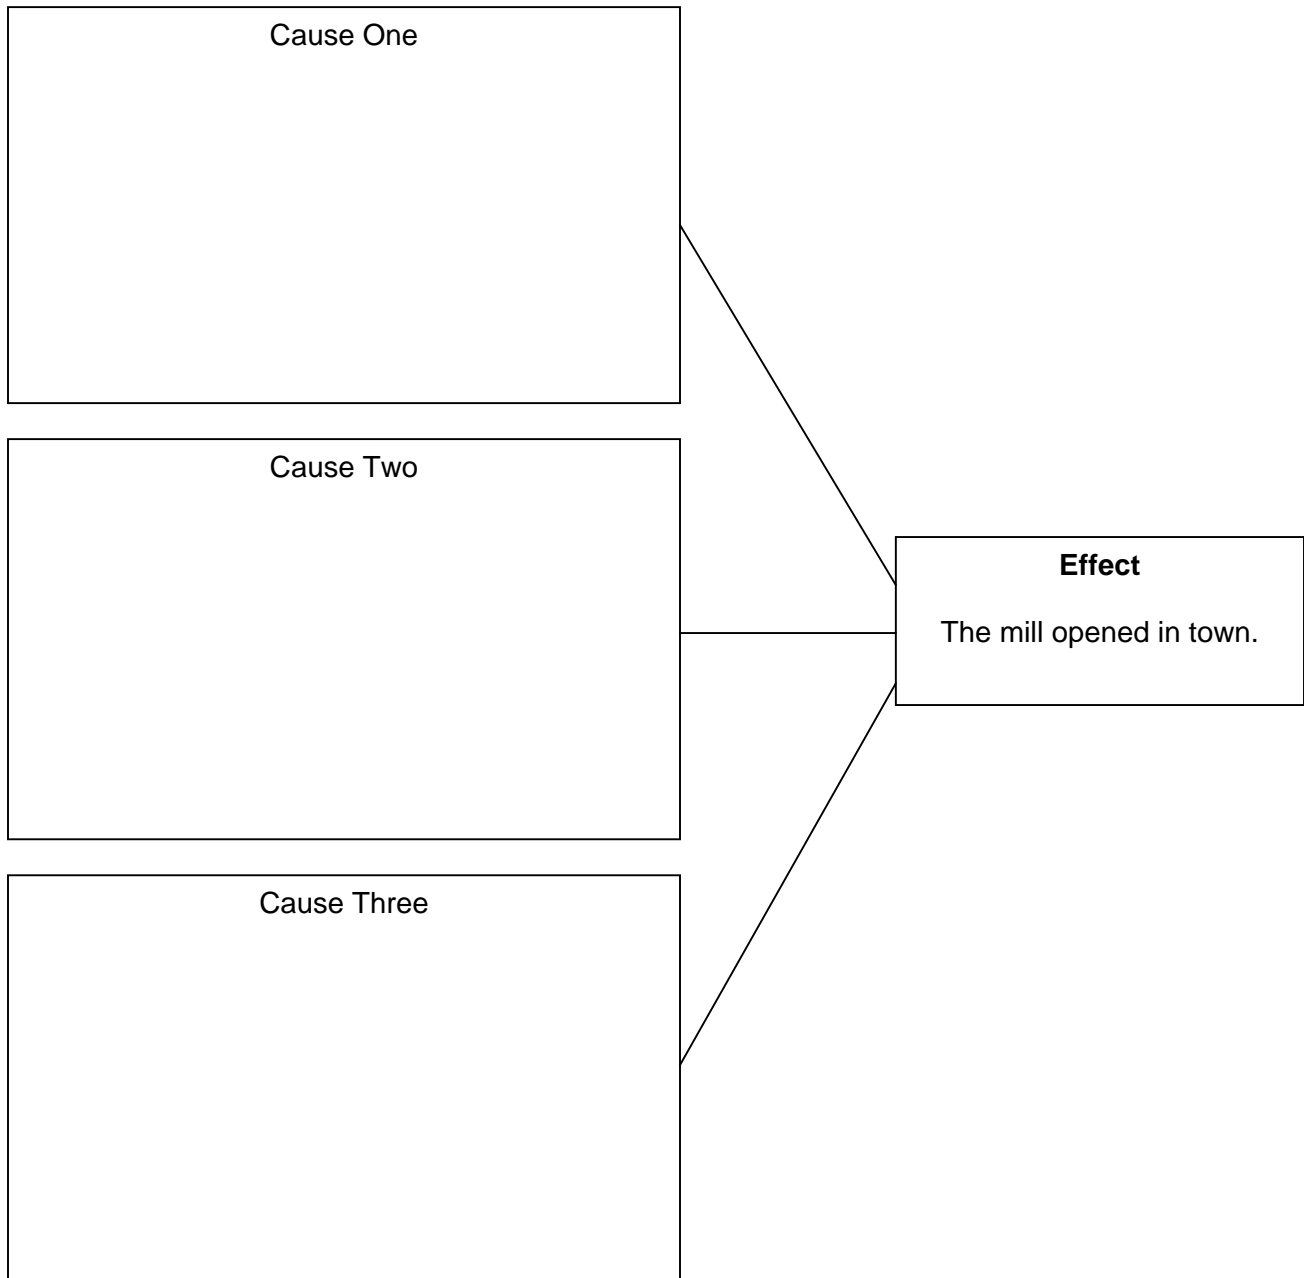 Cause One
Cause Two
Effect
The mill opened in town.
Cause Three